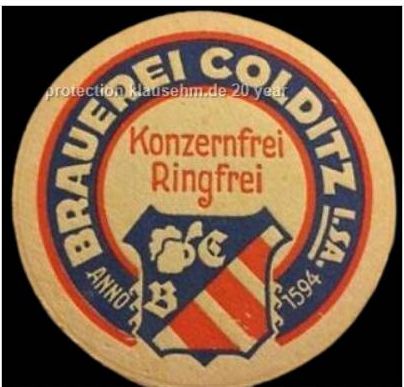 BRAUEREI COLDITZ I.SA.
protection klausehm.de 20 year
Konzernfrei
Ringfrei
B C
ANNO 1594